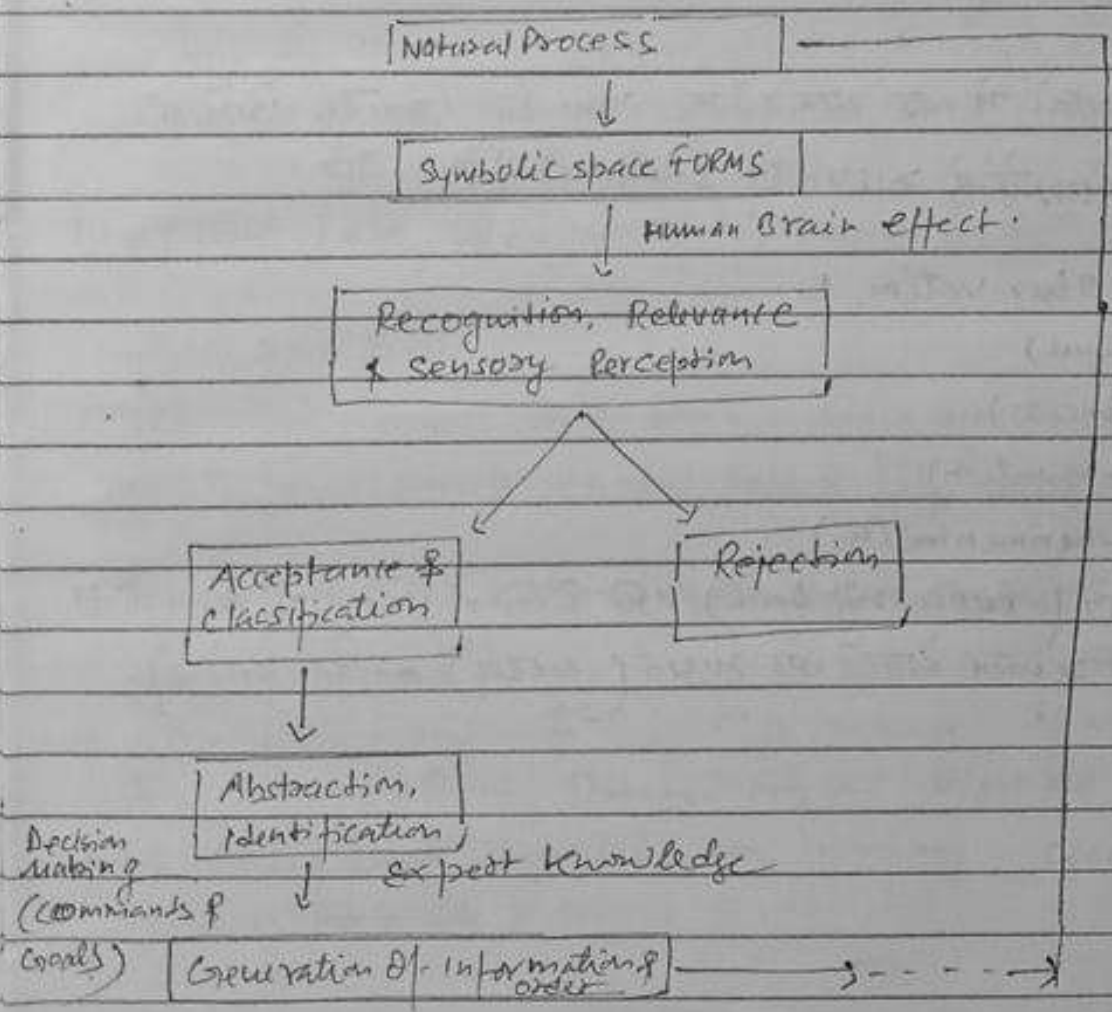 Natural Process
Symbolic space FORMS
HUMAN Brain effect.
Recognition, Relevance
& Sensory Perception
Acceptance &
classification
Rejection
Abstraction,
Identification
Decision
Making
(Commands &
Goals)
Expert Knowledge
Generation Of Information &
order